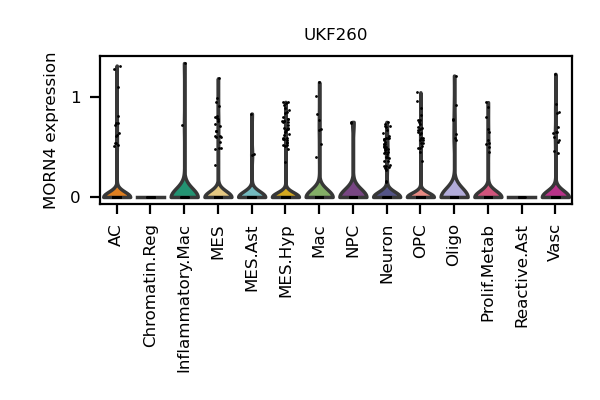 UKF260
MORN4 expression
1
0
AC
Chromatin.Reg
Inflammatory.Mac
MES
MES.Ast
MES.Hyp
Mac
NPC
Neuron
OPC
Oligo
Prolif.Metab
Reactive.Ast
Vasc